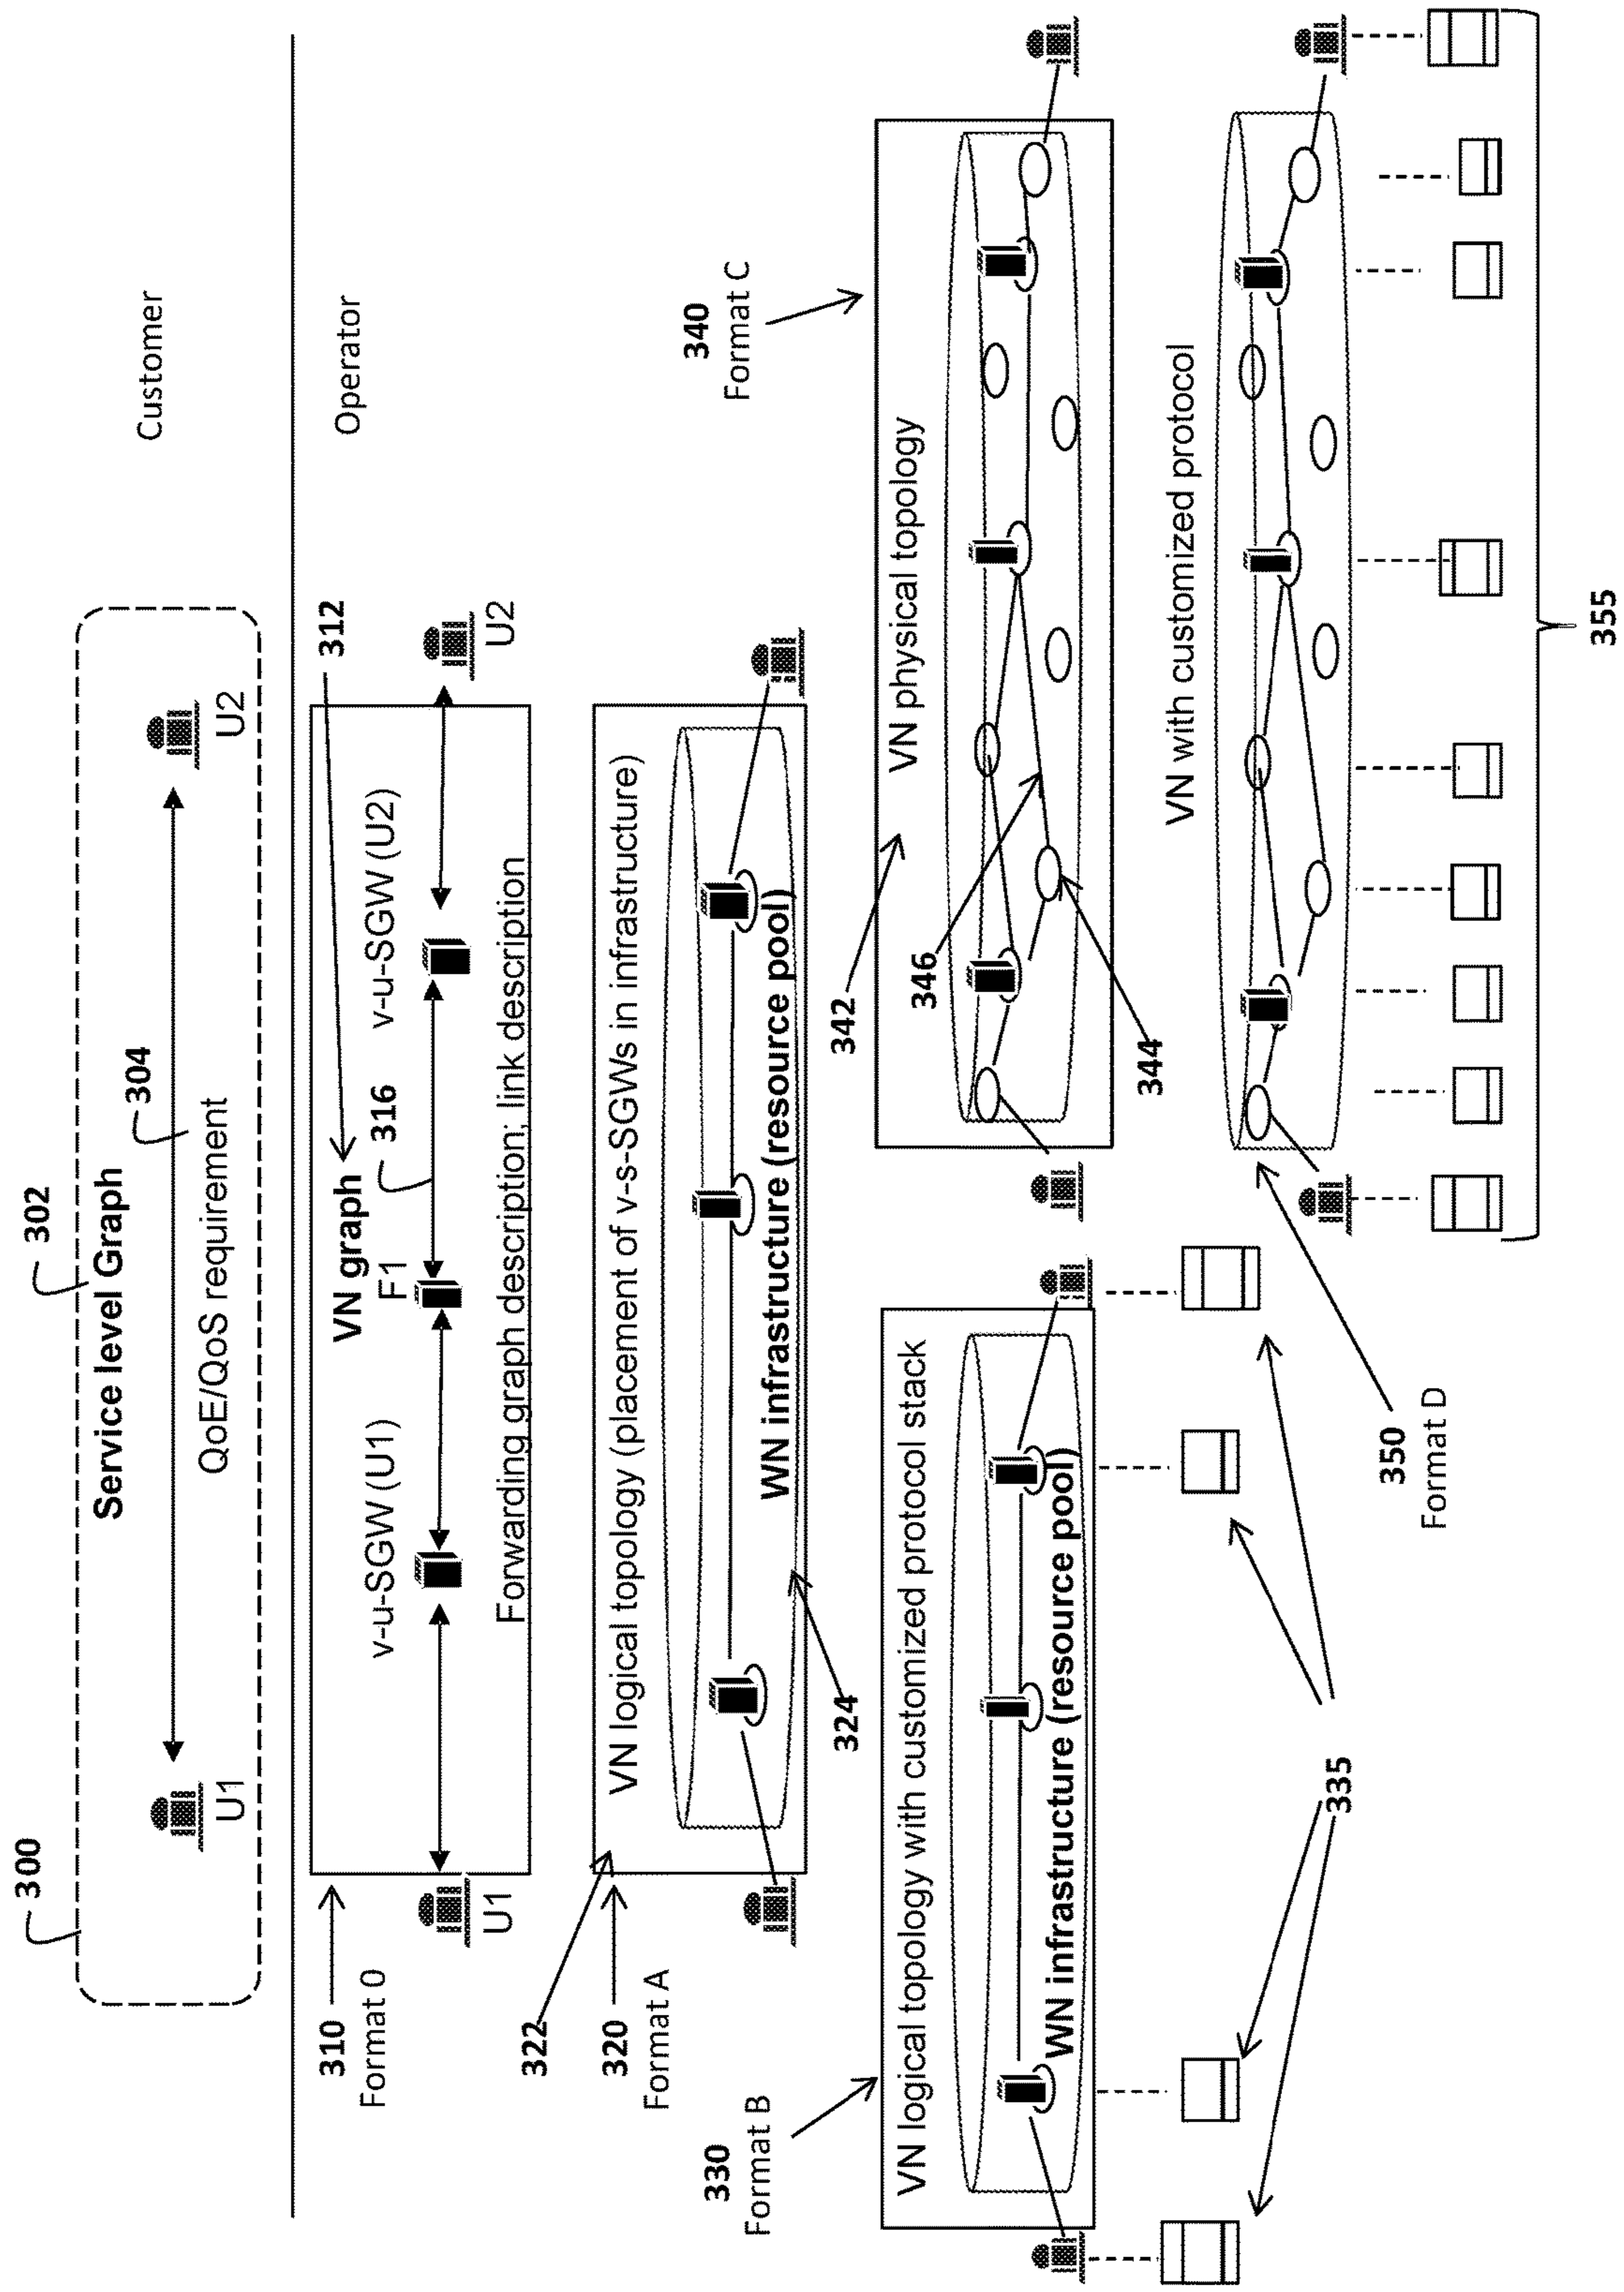 300
302
Service level Graph
304
QoE/QoS requirement
U1
U2
Customer
Operator
310
Format 0
312
VN graph
316
v-u-SGW (U1)
F1
v-u-SGW (U2)
U1
U2
Forwarding graph description; link description
322
320
Format A
VN logical topology (placement of v-s-SGWs in infrastructure)
WN infrastructure (resource pool)
324
330
Format B
VN logical topology with customized protocol stack
WN infrastructure (resource pool)
335
340
Format C
342
VN physical topology
346
344
350
Format D
VN with customized protocol
355